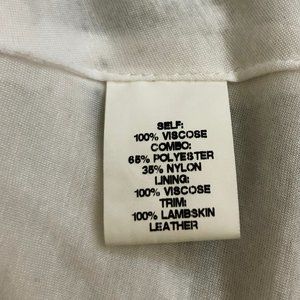 SELF:
100% VISCOSE
COMBO:
65% POLYESTER
35% NYLON
LINING:
100% VISCOSE
TRIM:
100% LAMBSKIN
LEATHER